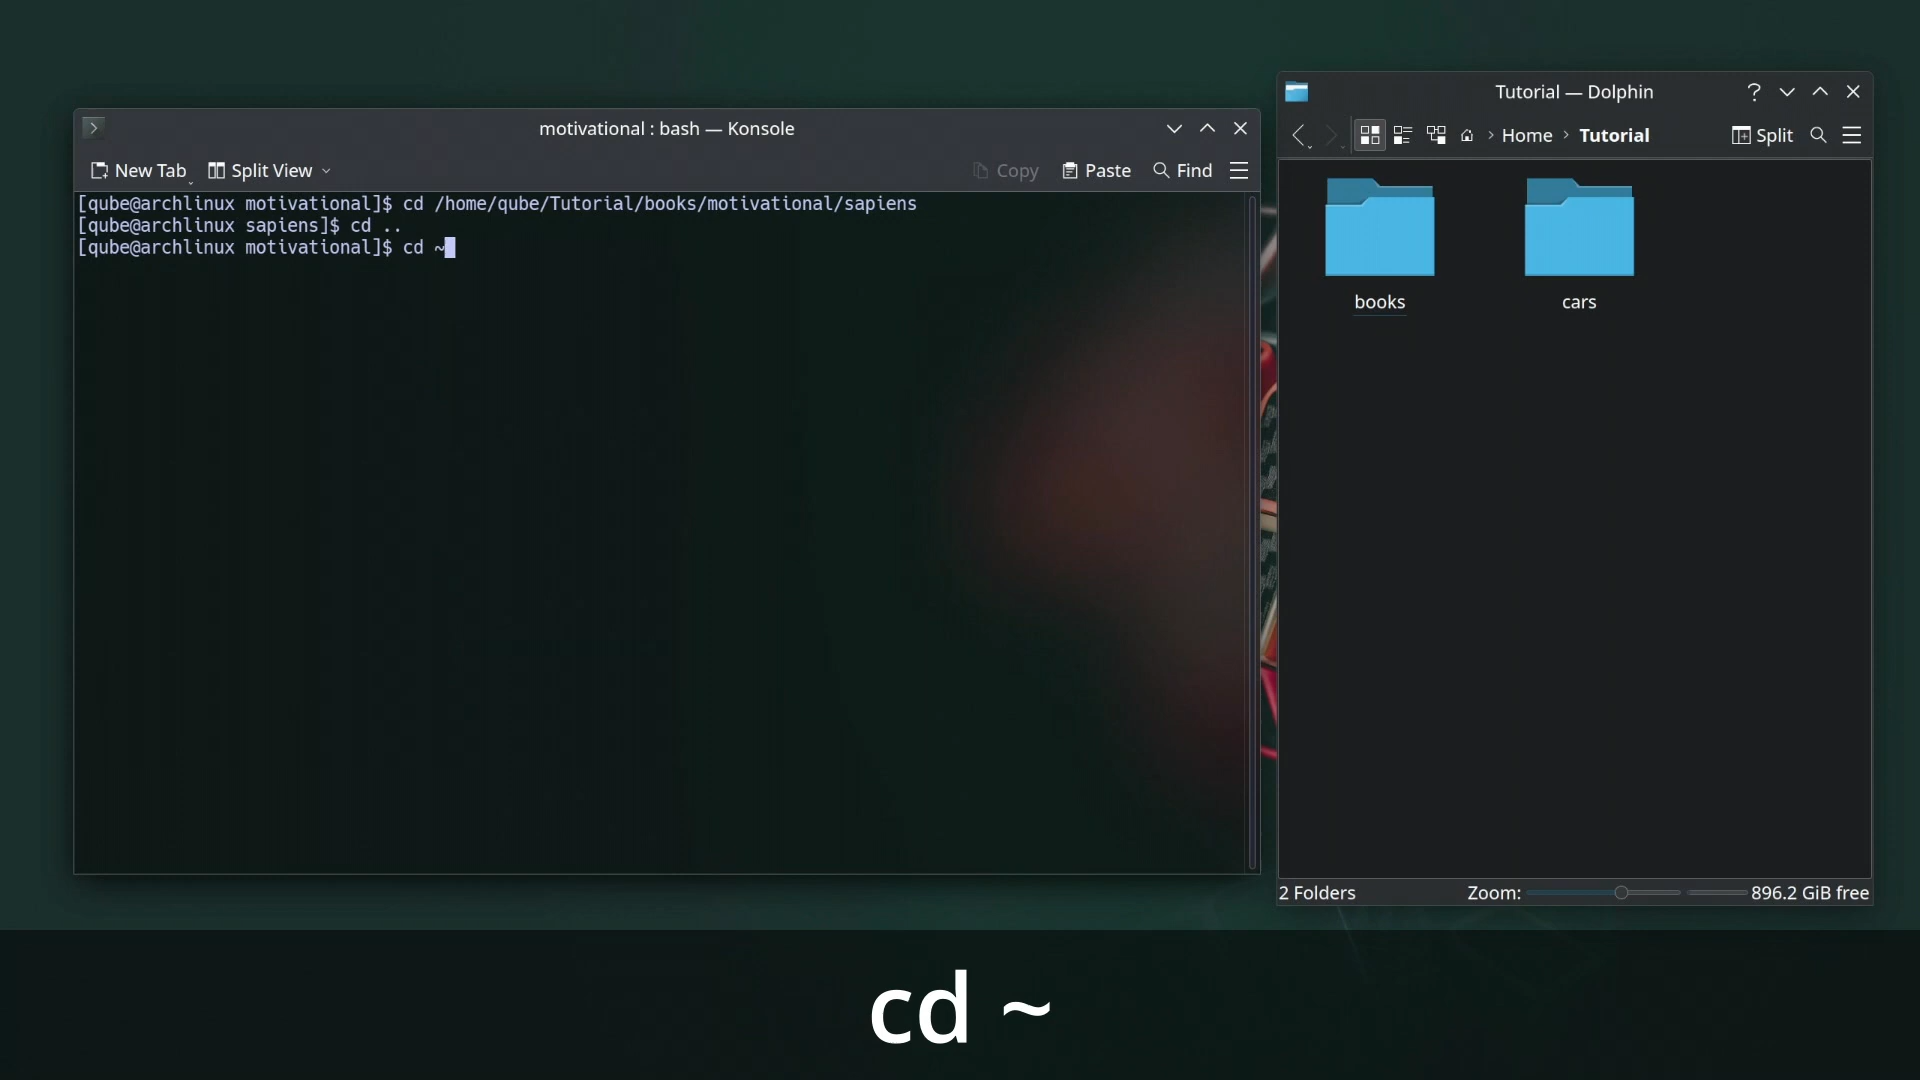 motivational : bash — Konsole
New Tab
Split View
Copy
Paste
Find
[qube@archlinux motivational]$ cd /home/qube/Tutorial/books/motivational/sapiens
[qube@archlinux sapiens]$ cd ..
[qube@archlinux motivational]$ cd ~
Tutorial — Dolphin
Home
Tutorial
Split
books
cars
2 Folders
Zoom:
896.2 GiB free
cd ~